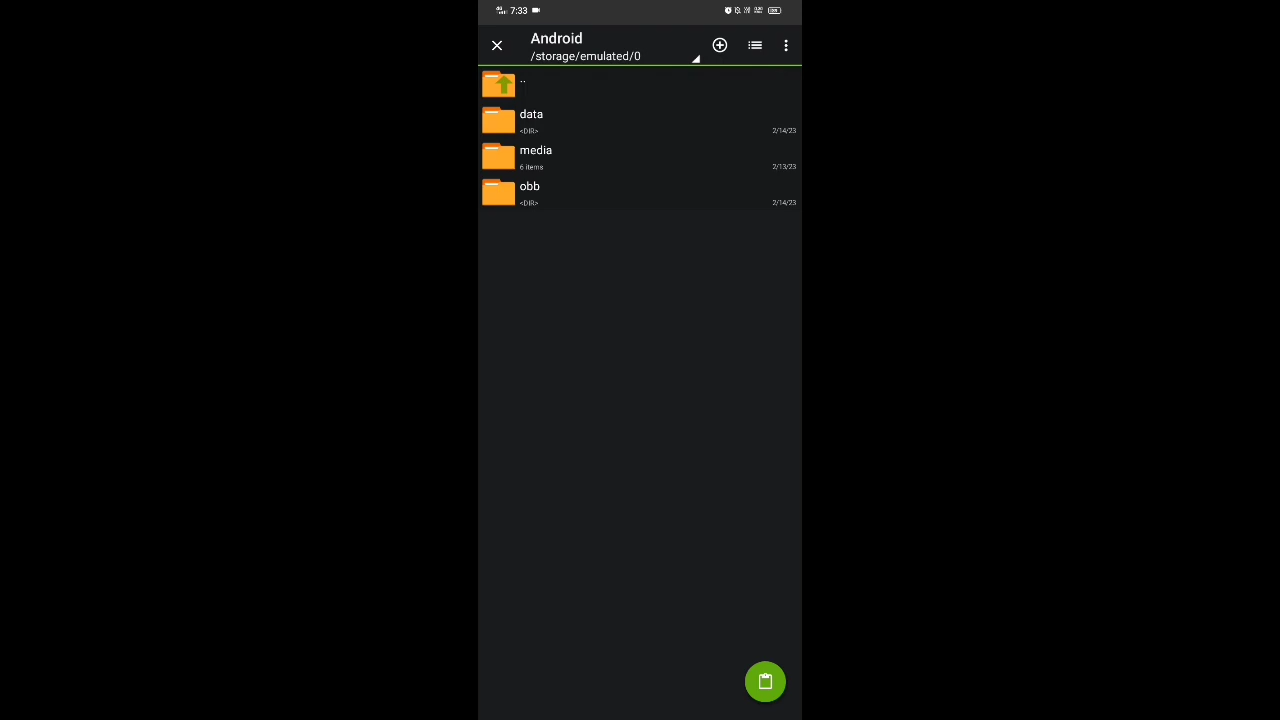 4G 7:33
Android
/storage/emulated/0
..
data
<DIR> 2/14/23
media
6 items 2/13/23
obb
<DIR> 2/14/23